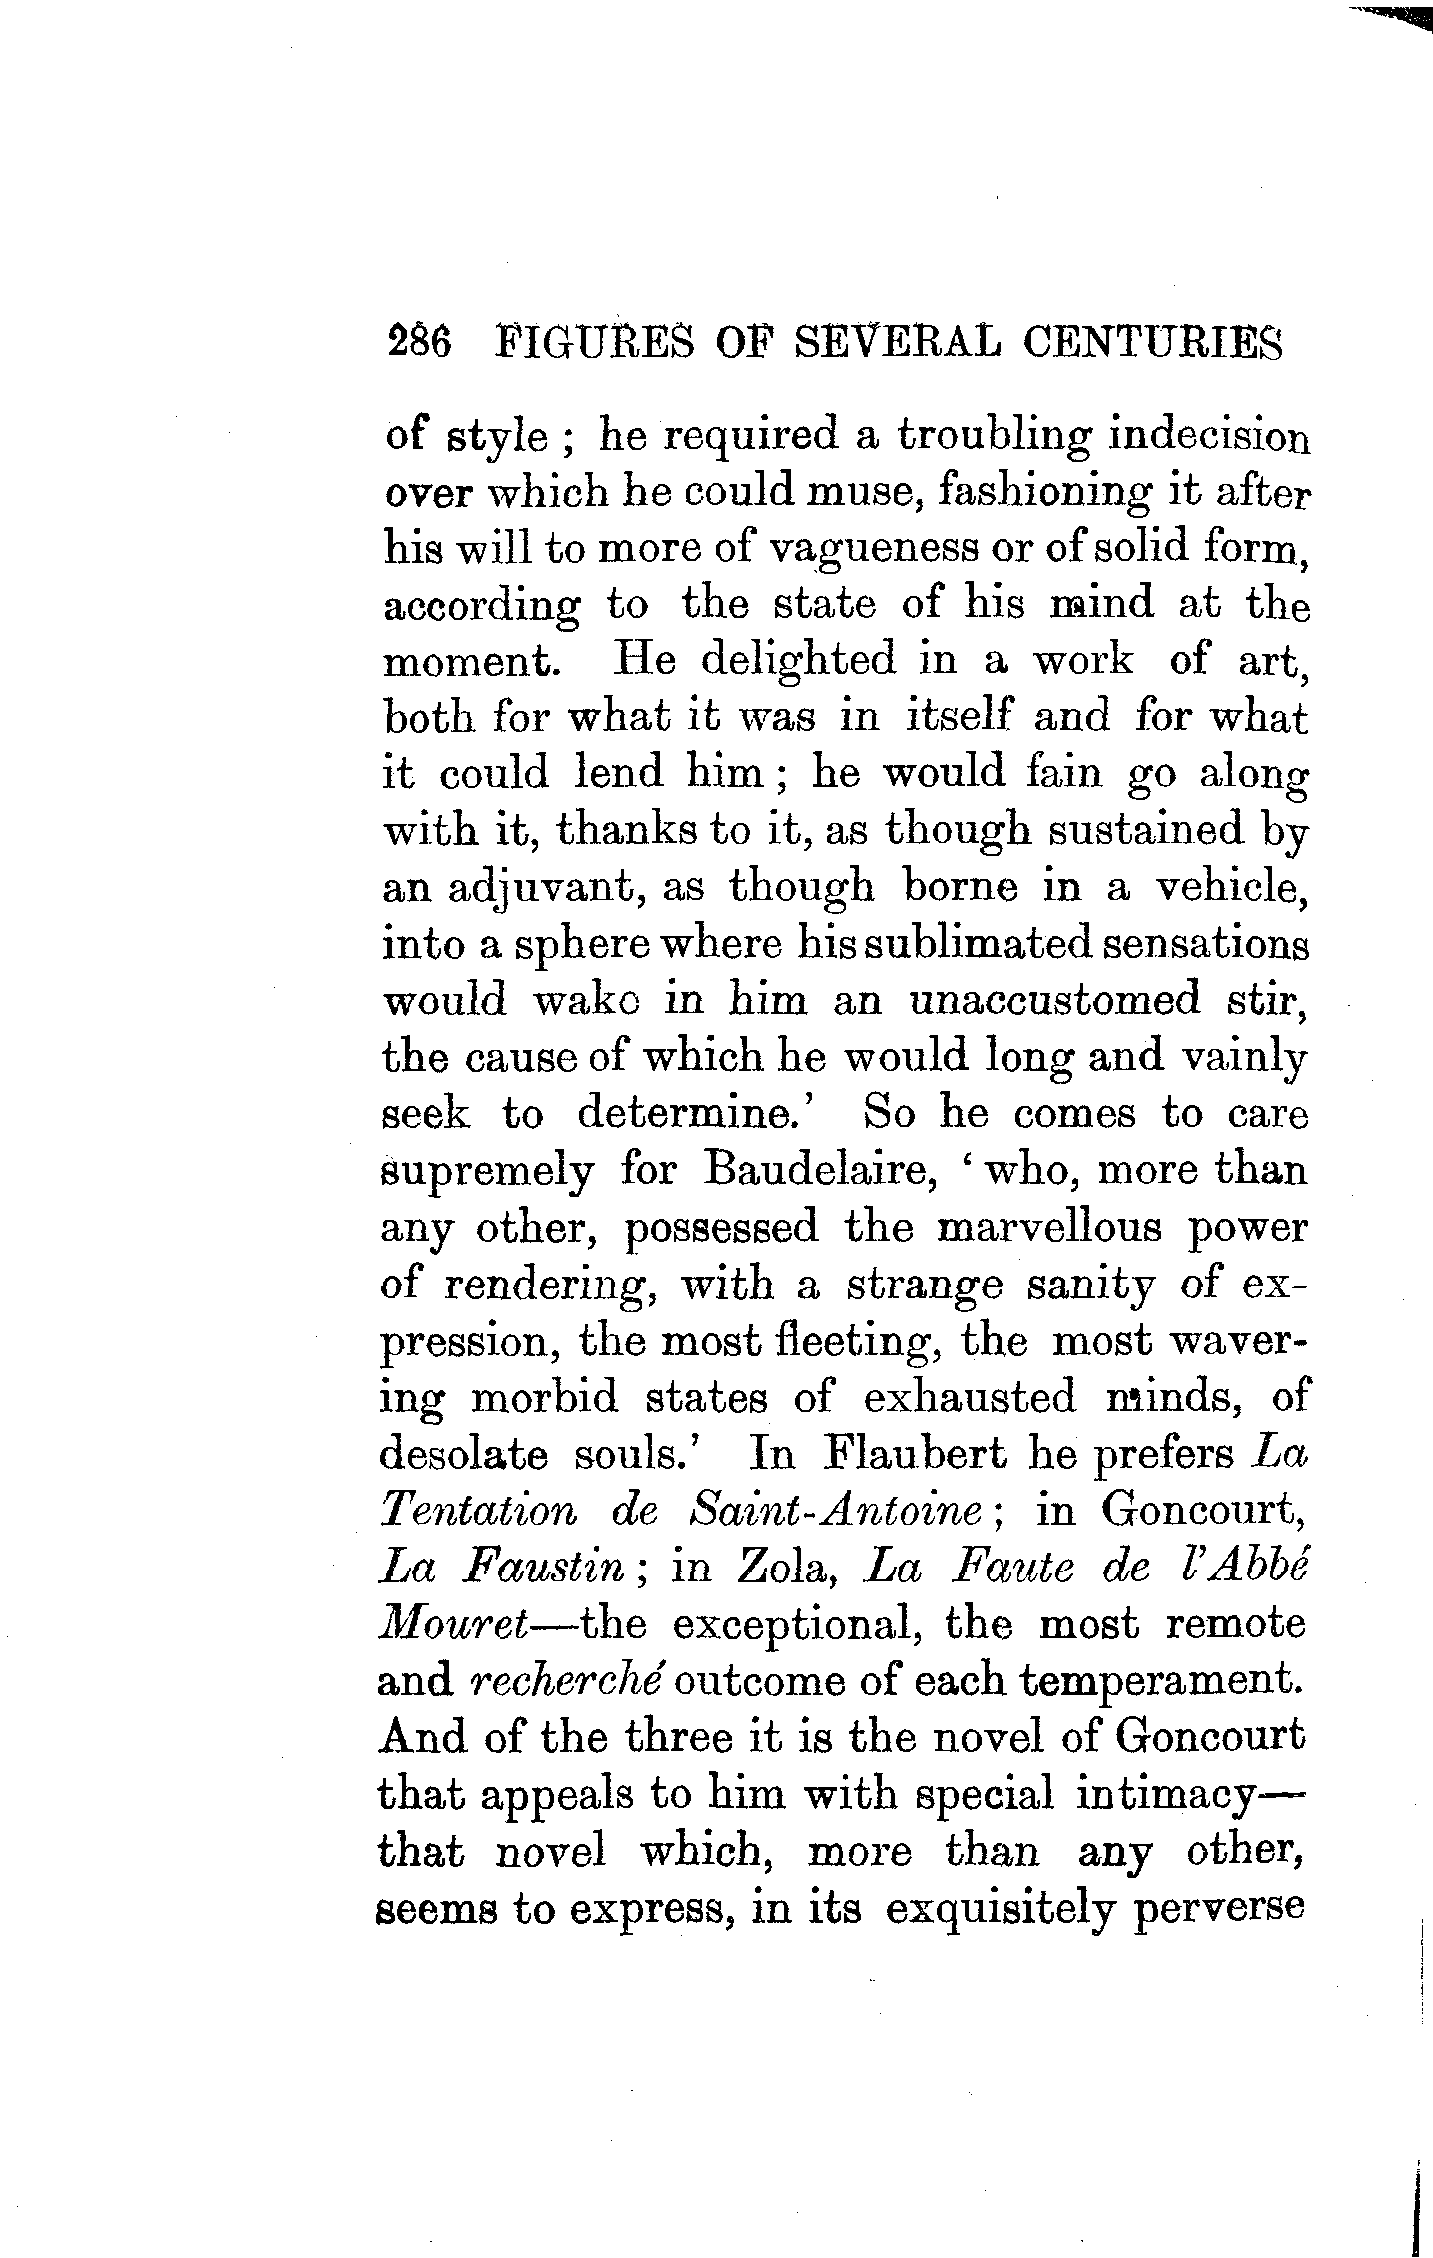 286 FIGURES OF SEVERAL CENTURIES
of style ; he required a troubling indecision
over which he could muse, fashioning it after
his will to more of vagueness or of solid form,
according to the state of his mind at the
moment. He delighted in a work of art,
both for what it was in itself and for what
it could lend him ; he would fain go along
with it, thanks to it, as though sustained by
an adjuvant, as though borne in a vehicle,
into a sphere where his sublimated sensations
would wake in him an unaccustomed stir,
the cause of which he would long and vainly
seek to determine.’ So he comes to care
supremely for Baudelaire, ‘ who, more than
any other, possessed the marvellous power
of rendering, with a strange sanity of ex-
pression, the most fleeting, the most waver-
ing morbid states of exhausted minds, of
desolate souls.’ In Flaubert he prefers La
Tentation de Saint-Antoine ; in Goncourt,
La Faustin ; in Zola, La Faute de l’Abbé
Mouret—the exceptional, the most remote
and recherché outcome of each temperament.
And of the three it is the novel of Goncourt
that appeals to him with special intimacy—
that novel which, more than any other,
seems to express, in its exquisitely perverse